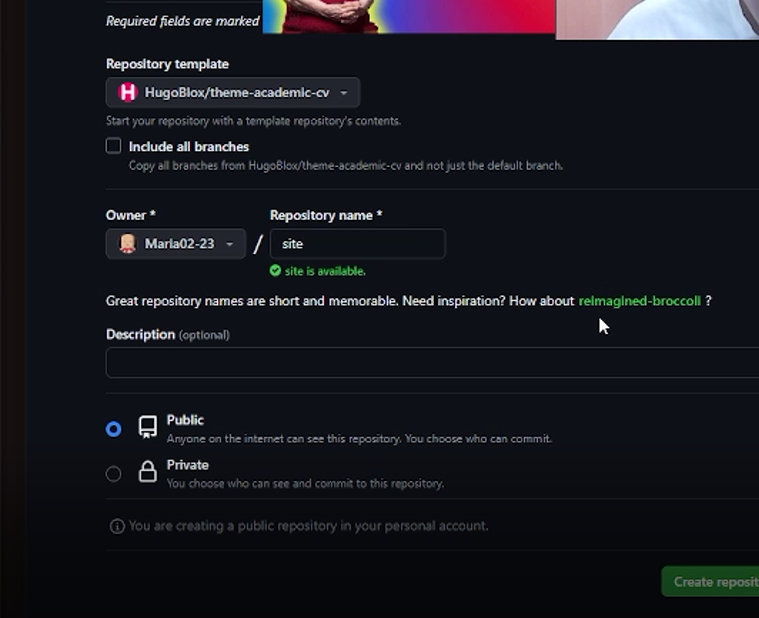 Required fields are marked
Repository template
HugoBlox/theme-academic-cv
Start your repository with a template repository's contents.
Include all branches
Copy all branches from HugoBlox/theme-academic-cv and not just the default branch.
Owner * Repository name *
Maria02-23 / site
site is available.
Great repository names are short and memorable. Need inspiration? How about reimagined-broccoli ?
Description (optional)
Public
Anyone on the internet can see this repository. You choose who can commit.
Private
You choose who can see and commit to this repository.
You are creating a public repository in your personal account.
Create reposit